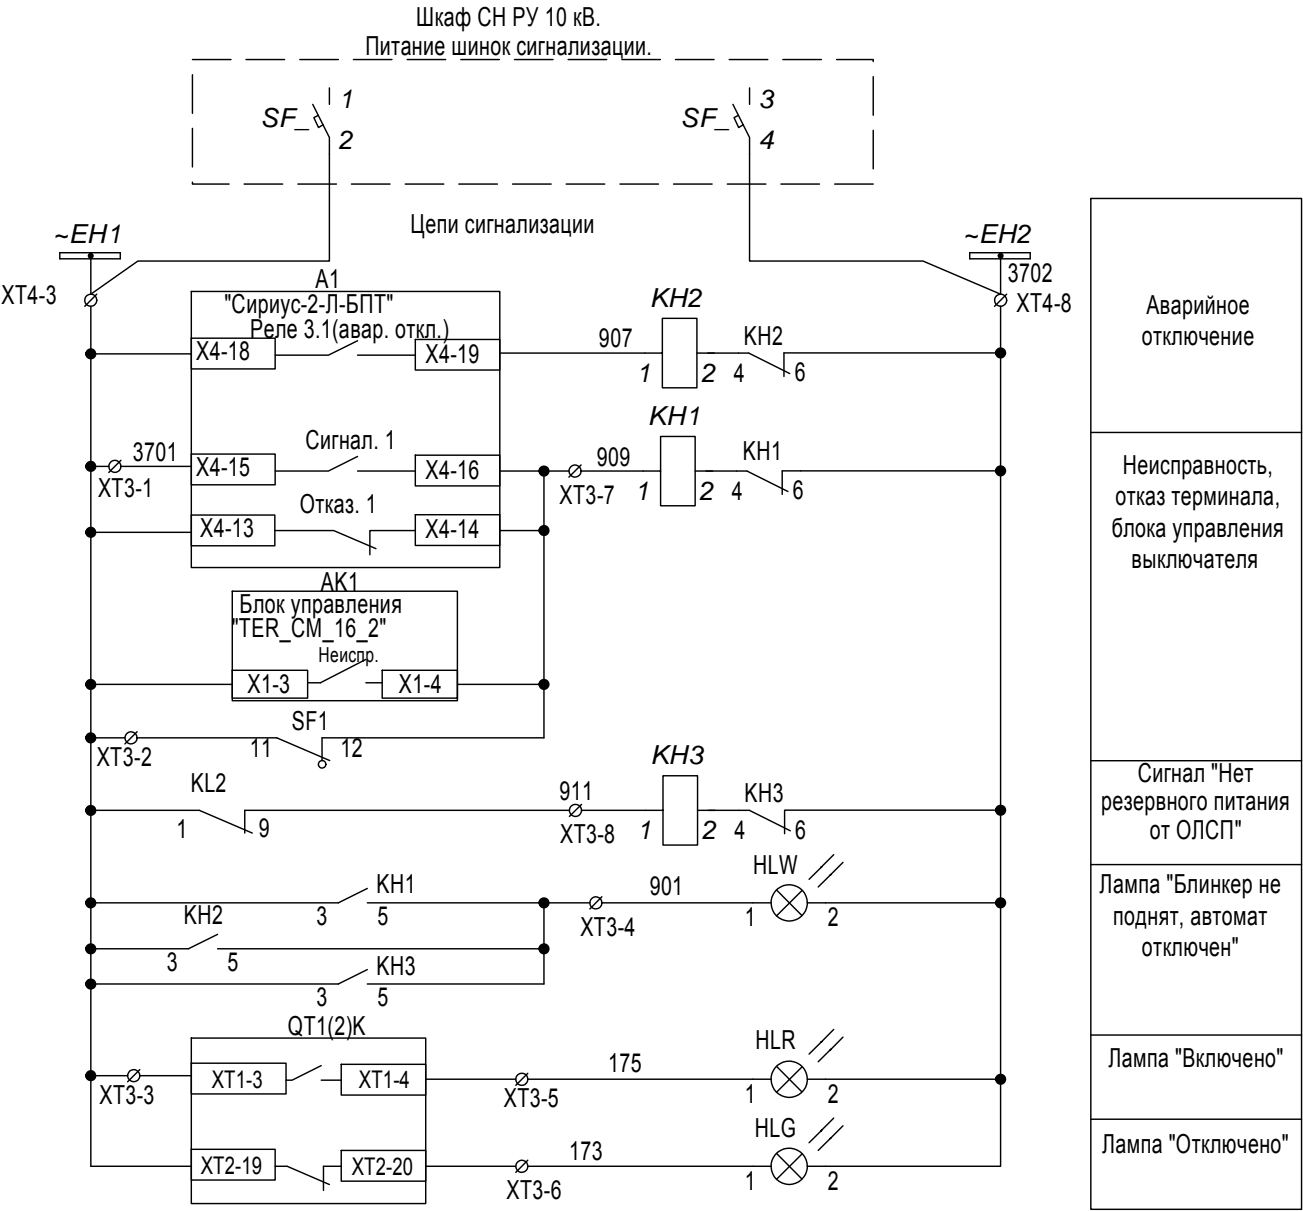 Шкаф СН РУ 10 кВ.
Питание шинок сигнализации.
1
3
SF_
SF_
2
4
Цепи сигнализации
~EH1
~EH2
3702
XT4-3
XT4-8
A1
"Сириус-2-Л-БПТ"
Реле 3.1(авар. откл.)
X4-18
X4-19
907
KH2
1
2
KH2
4
6
Аварийное
отключение
3701
XT3-1
X4-15
Сигнал. 1
X4-16
909
XT3-7
KH1
1
2
KH1
4
6
Отказ. 1
X4-13
X4-14
Неисправность,
отказ терминала,
блока управления
выключателя
AK1
Блок управления
"TER_CM_16_2"
Неиспр.
X1-3
X1-4
SF1
XT3-2
11
12
KL2
1
9
911
XT3-8
KH3
1
2
KH3
4
6
Сигнал "Нет
резервного питания
от ОЛСП"
KH1
3
5
KH2
3
5
KH3
3
5
901
XT3-4
HLW
1
2
Лампа "Блинкер не
поднят, автомат
отключен"
QT1(2)K
XT3-3
XT1-3
XT1-4
175
XT3-5
HLR
1
2
Лампа "Включено"
XT2-19
XT2-20
173
XT3-6
HLG
1
2
Лампа "Отключено"